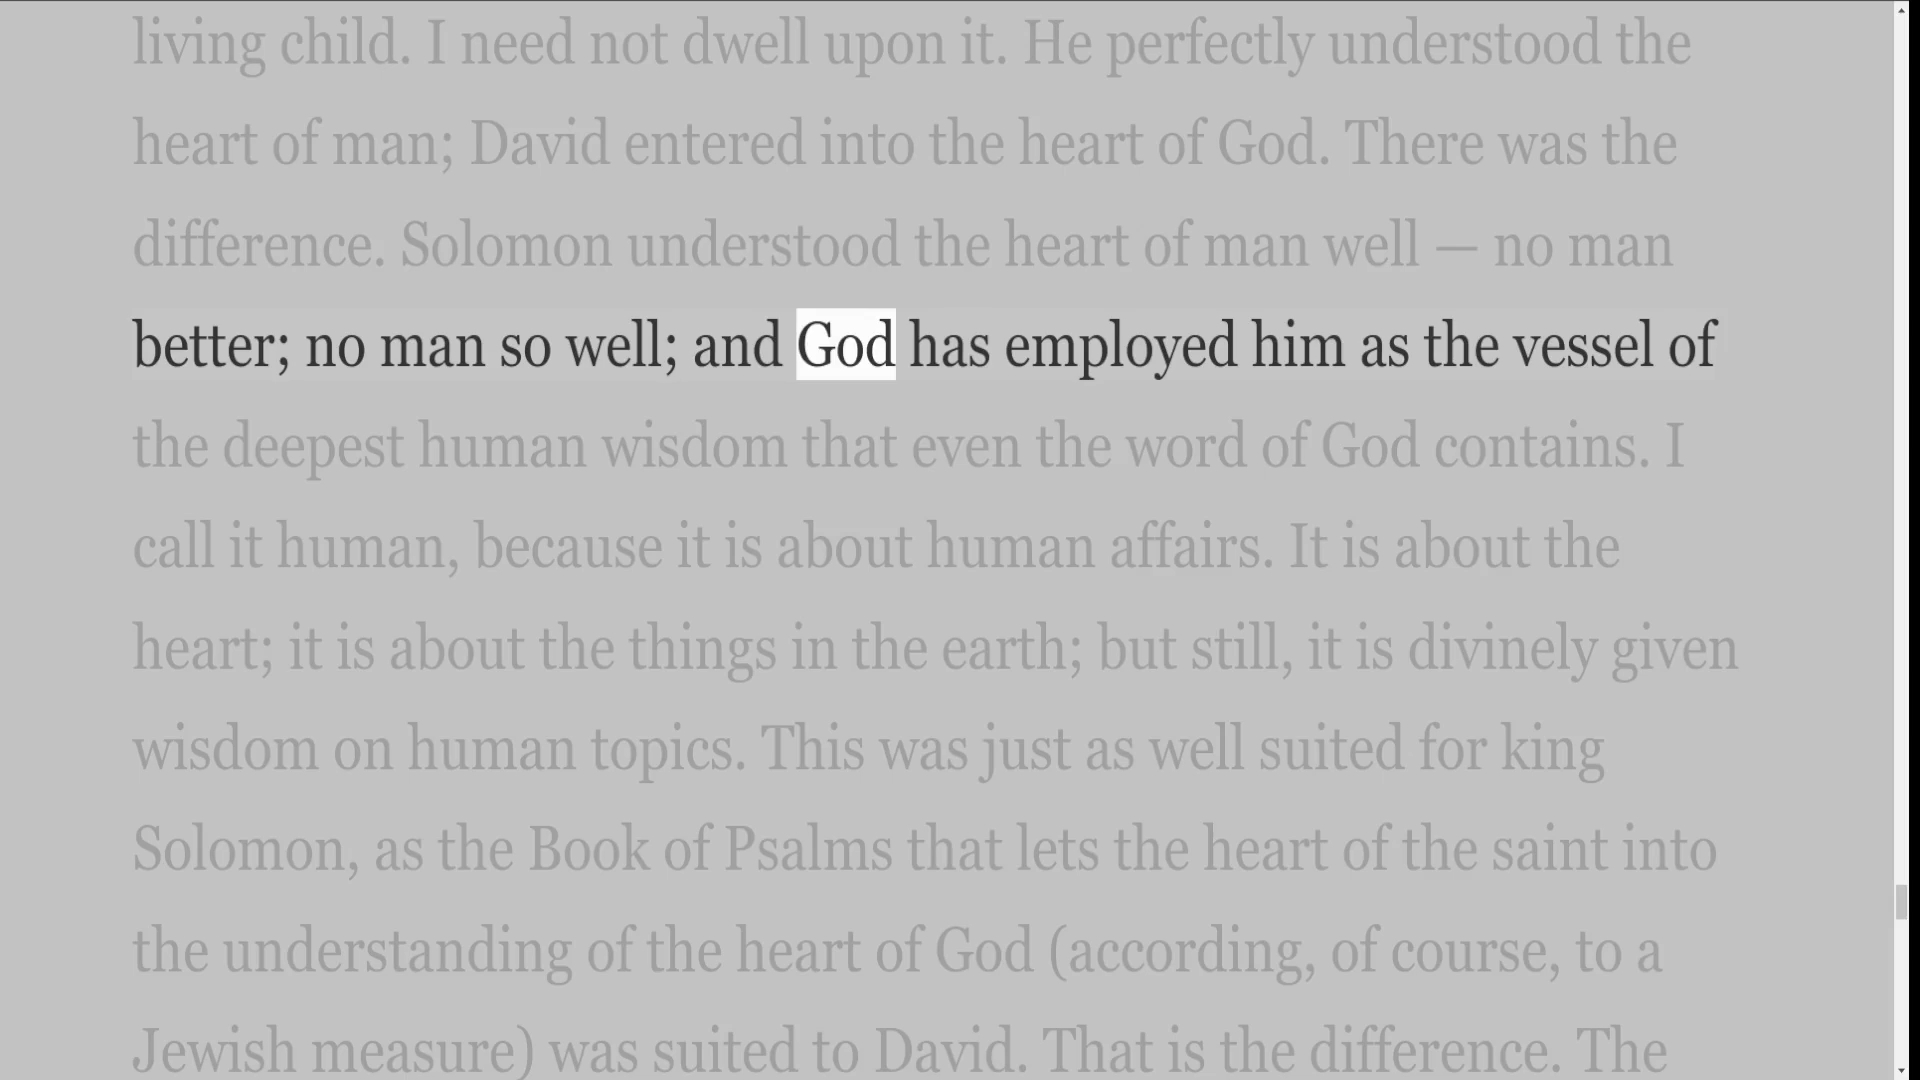 living child. I need not dwell upon it. He perfectly understood the
heart of man; David entered into the heart of God. There was the
difference. Solomon understood the heart of man well — no man
better; no man so well; and God has employed him as the vessel of
the deepest human wisdom that even the word of God contains. I
call it human, because it is about human affairs. It is about the
heart; it is about the things in the earth; but still, it is divinely given
wisdom on human topics. This was just as well suited for king
Solomon, as the Book of Psalms that lets the heart of the saint into
the understanding of the heart of God (according, of course, to a
Jewish measure) was suited to David. That is the difference. The